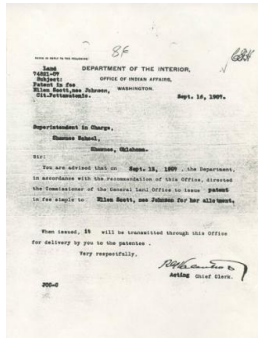 86
Land
74881-07
Subject:
Patent in fee
Ellen Scott, nee Johnson,
Cit. Pottawatomie.
DEPARTMENT OF THE INTERIOR,
OFFICE OF INDIAN AFFAIRS,
WASHINGTON.
Sept. 16, 1907.
Superintendent in Charge,
Shawnee School,
Shawnee, Oklahoma.
Sir:
You are advised that on Sept. 12, 1907, the Department,
in accordance with the recommendation of this Office, directed
the Commissioner of the General Land Office to issue patent
in fee simple to Ellen Scott, nee Johnson for her allotment.
When issued, it will be transmitted through this Office
for delivery by you to the patentee.
Very respectfully,
Acting Chief Clerk.